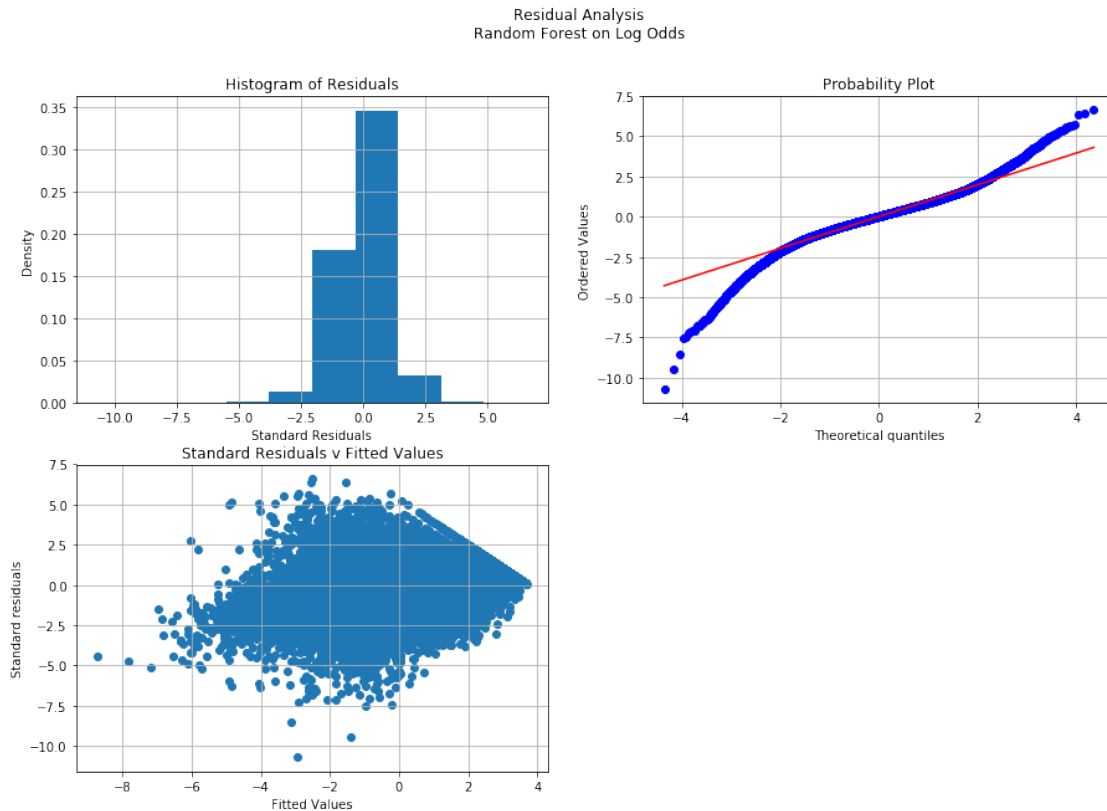 Residual Analysis
Random Forest on Log Odds
Histogram of Residuals
Density
0.35
0.30
0.25
0.20
0.15
0.10
0.05
0.00
−10.0 −7.5 −5.0 −2.5 0.0 2.5 5.0
Standard Residuals
Probability Plot
Ordered Values
7.5
5.0
2.5
0.0
−2.5
−5.0
−7.5
−10.0
−4 −2 0 2 4
Theoretical quantiles
Standard Residuals v Fitted Values
Standard residuals
7.5
5.0
2.5
0.0
−2.5
−5.0
−7.5
−10.0
−8 −6 −4 −2 0 2 4
Fitted Values